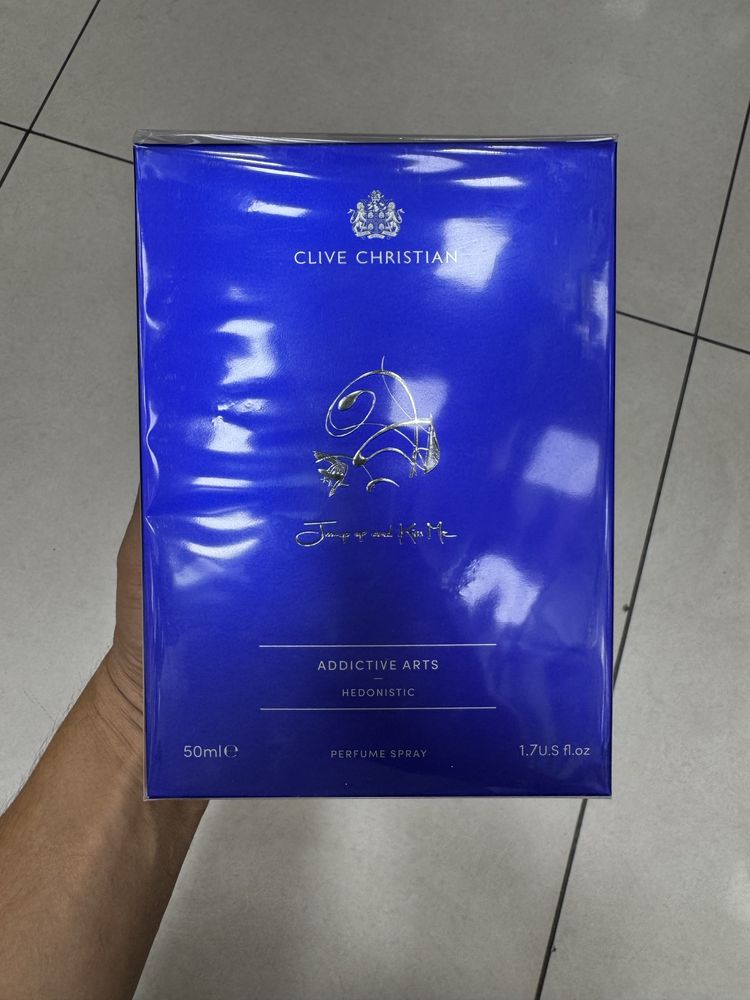 CLIVE CHRISTIAN
Jump up and Kiss Me
ADDICTIVE ARTS
HEDONISTIC
50ml℮
PERFUME SPRAY
1.7U.S fl.oz